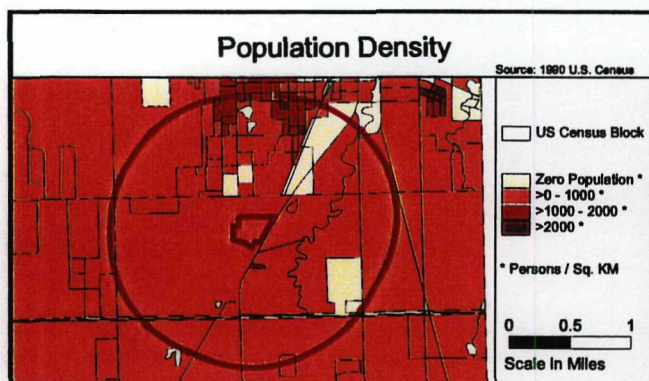 Population Density
Source: 1990 U.S. Census
US Census Block
Zero Population *
>0 - 1000 *
>1000 - 2000 *
>2000 *
* Persons / Sq. KM
0 0.5 1
Scale in Miles